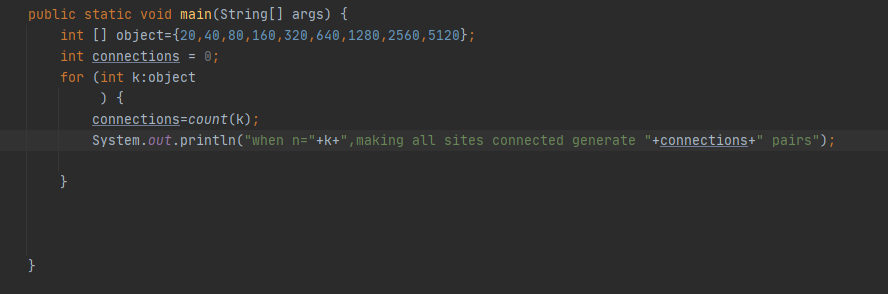 public static void main(String[] args) {
int [] object={20,40,80,160,320,640,1280,2560,5120};
int connections = 0;
for (int k:object
) {
connections=count(k);
System.out.println("when n="+k+",making all sites connected generate "+connections+" pairs");
}
}